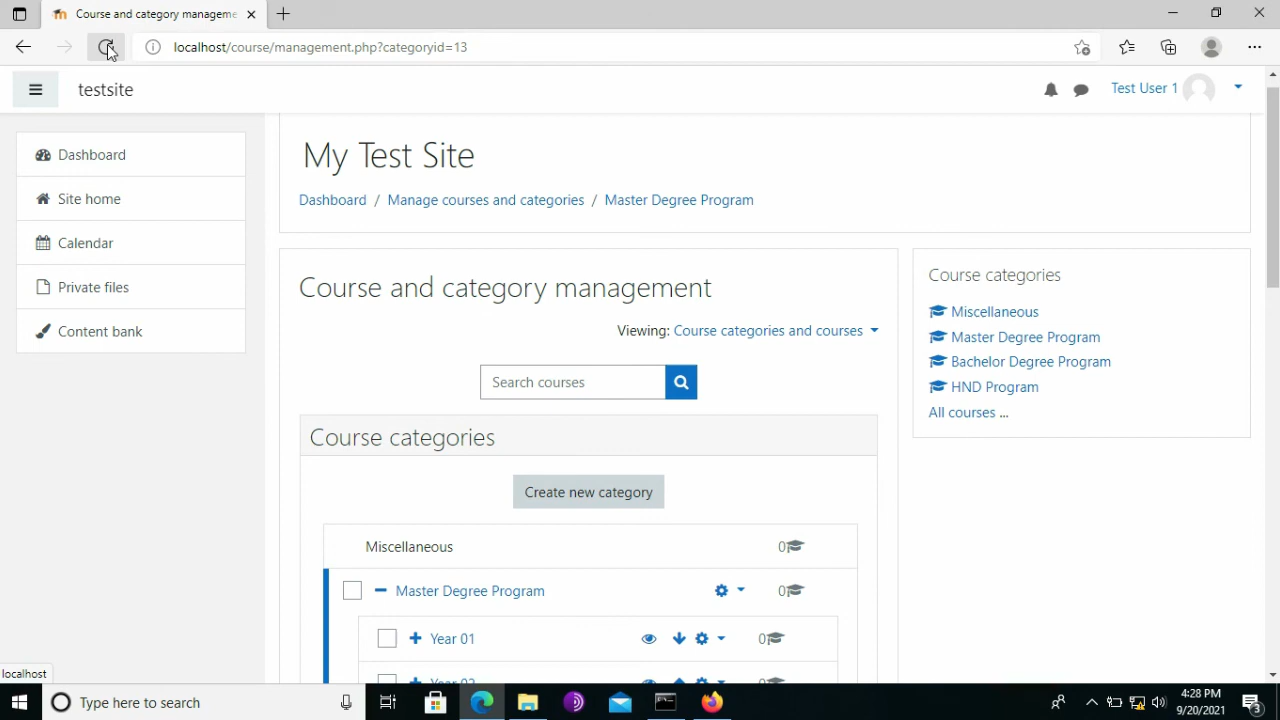 Course and category manageme
localhost/course/management.php?categoryid=13
testsite
Test User 1
Dashboard
Site home
Calendar
Private files
Content bank
My Test Site
Dashboard / Manage courses and categories / Master Degree Program
Course and category management
Viewing: Course categories and courses
Search courses
Course categories
Create new category
Miscellaneous 0
Master Degree Program 0
Year 01 0
Year 02
Course categories
Miscellaneous
Master Degree Program
Bachelor Degree Program
HND Program
All courses ...
localhost
Type here to search
4:28 PM
9/20/2021
3